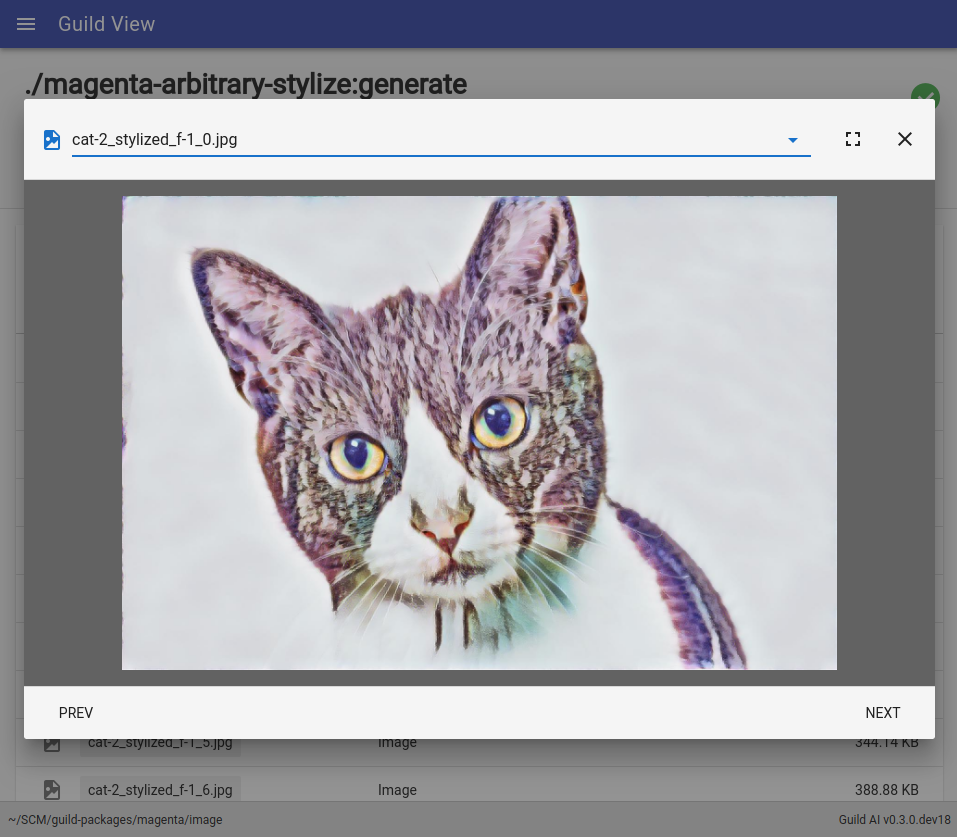 Guild View
./magenta-arbitrary-stylize:generate
cat-2_stylized_f-1_0.jpg
PREV
NEXT
cat-2_stylized_f-1_5.jpg Image 344.14 KB
cat-2_stylized_f-1_6.jpg Image 388.88 KB
~/SCM/guild-packages/magenta/image Guild AI v0.3.0.dev18